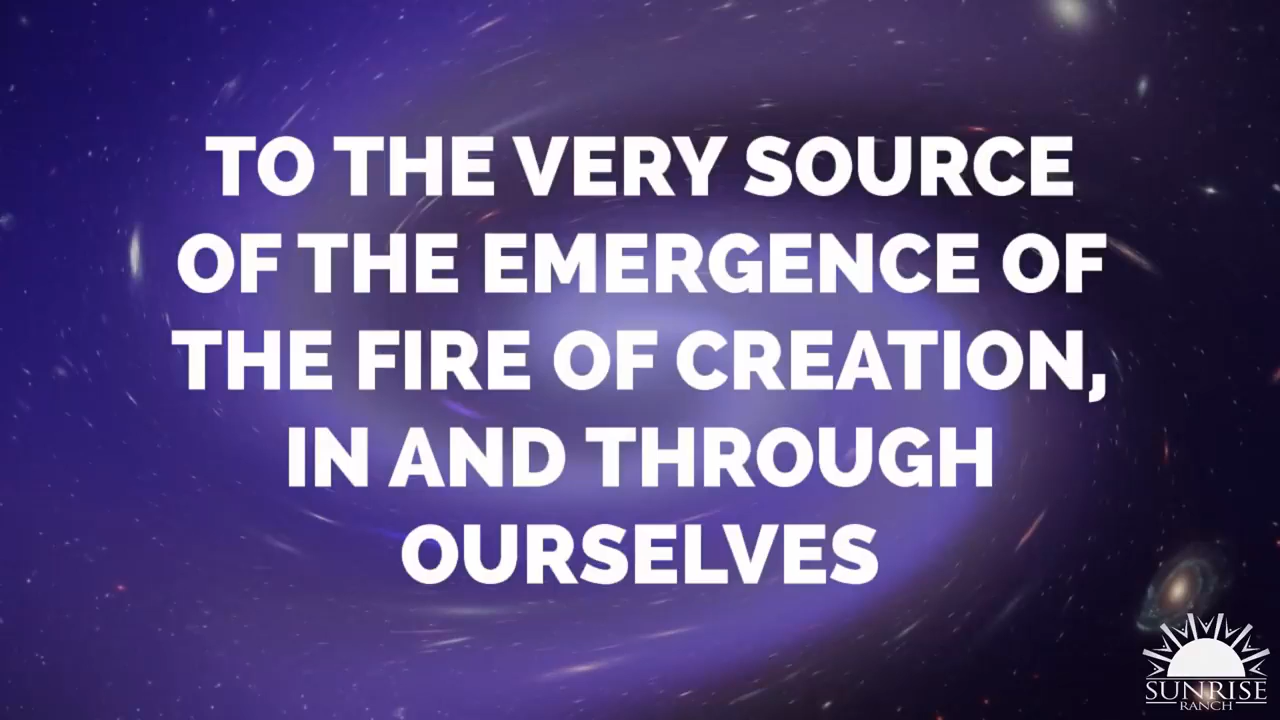 TO THE VERY SOURCE
OF THE EMERGENCE OF
THE FIRE OF CREATION,
IN AND THROUGH
OURSELVES
SUNRISE
RANCH